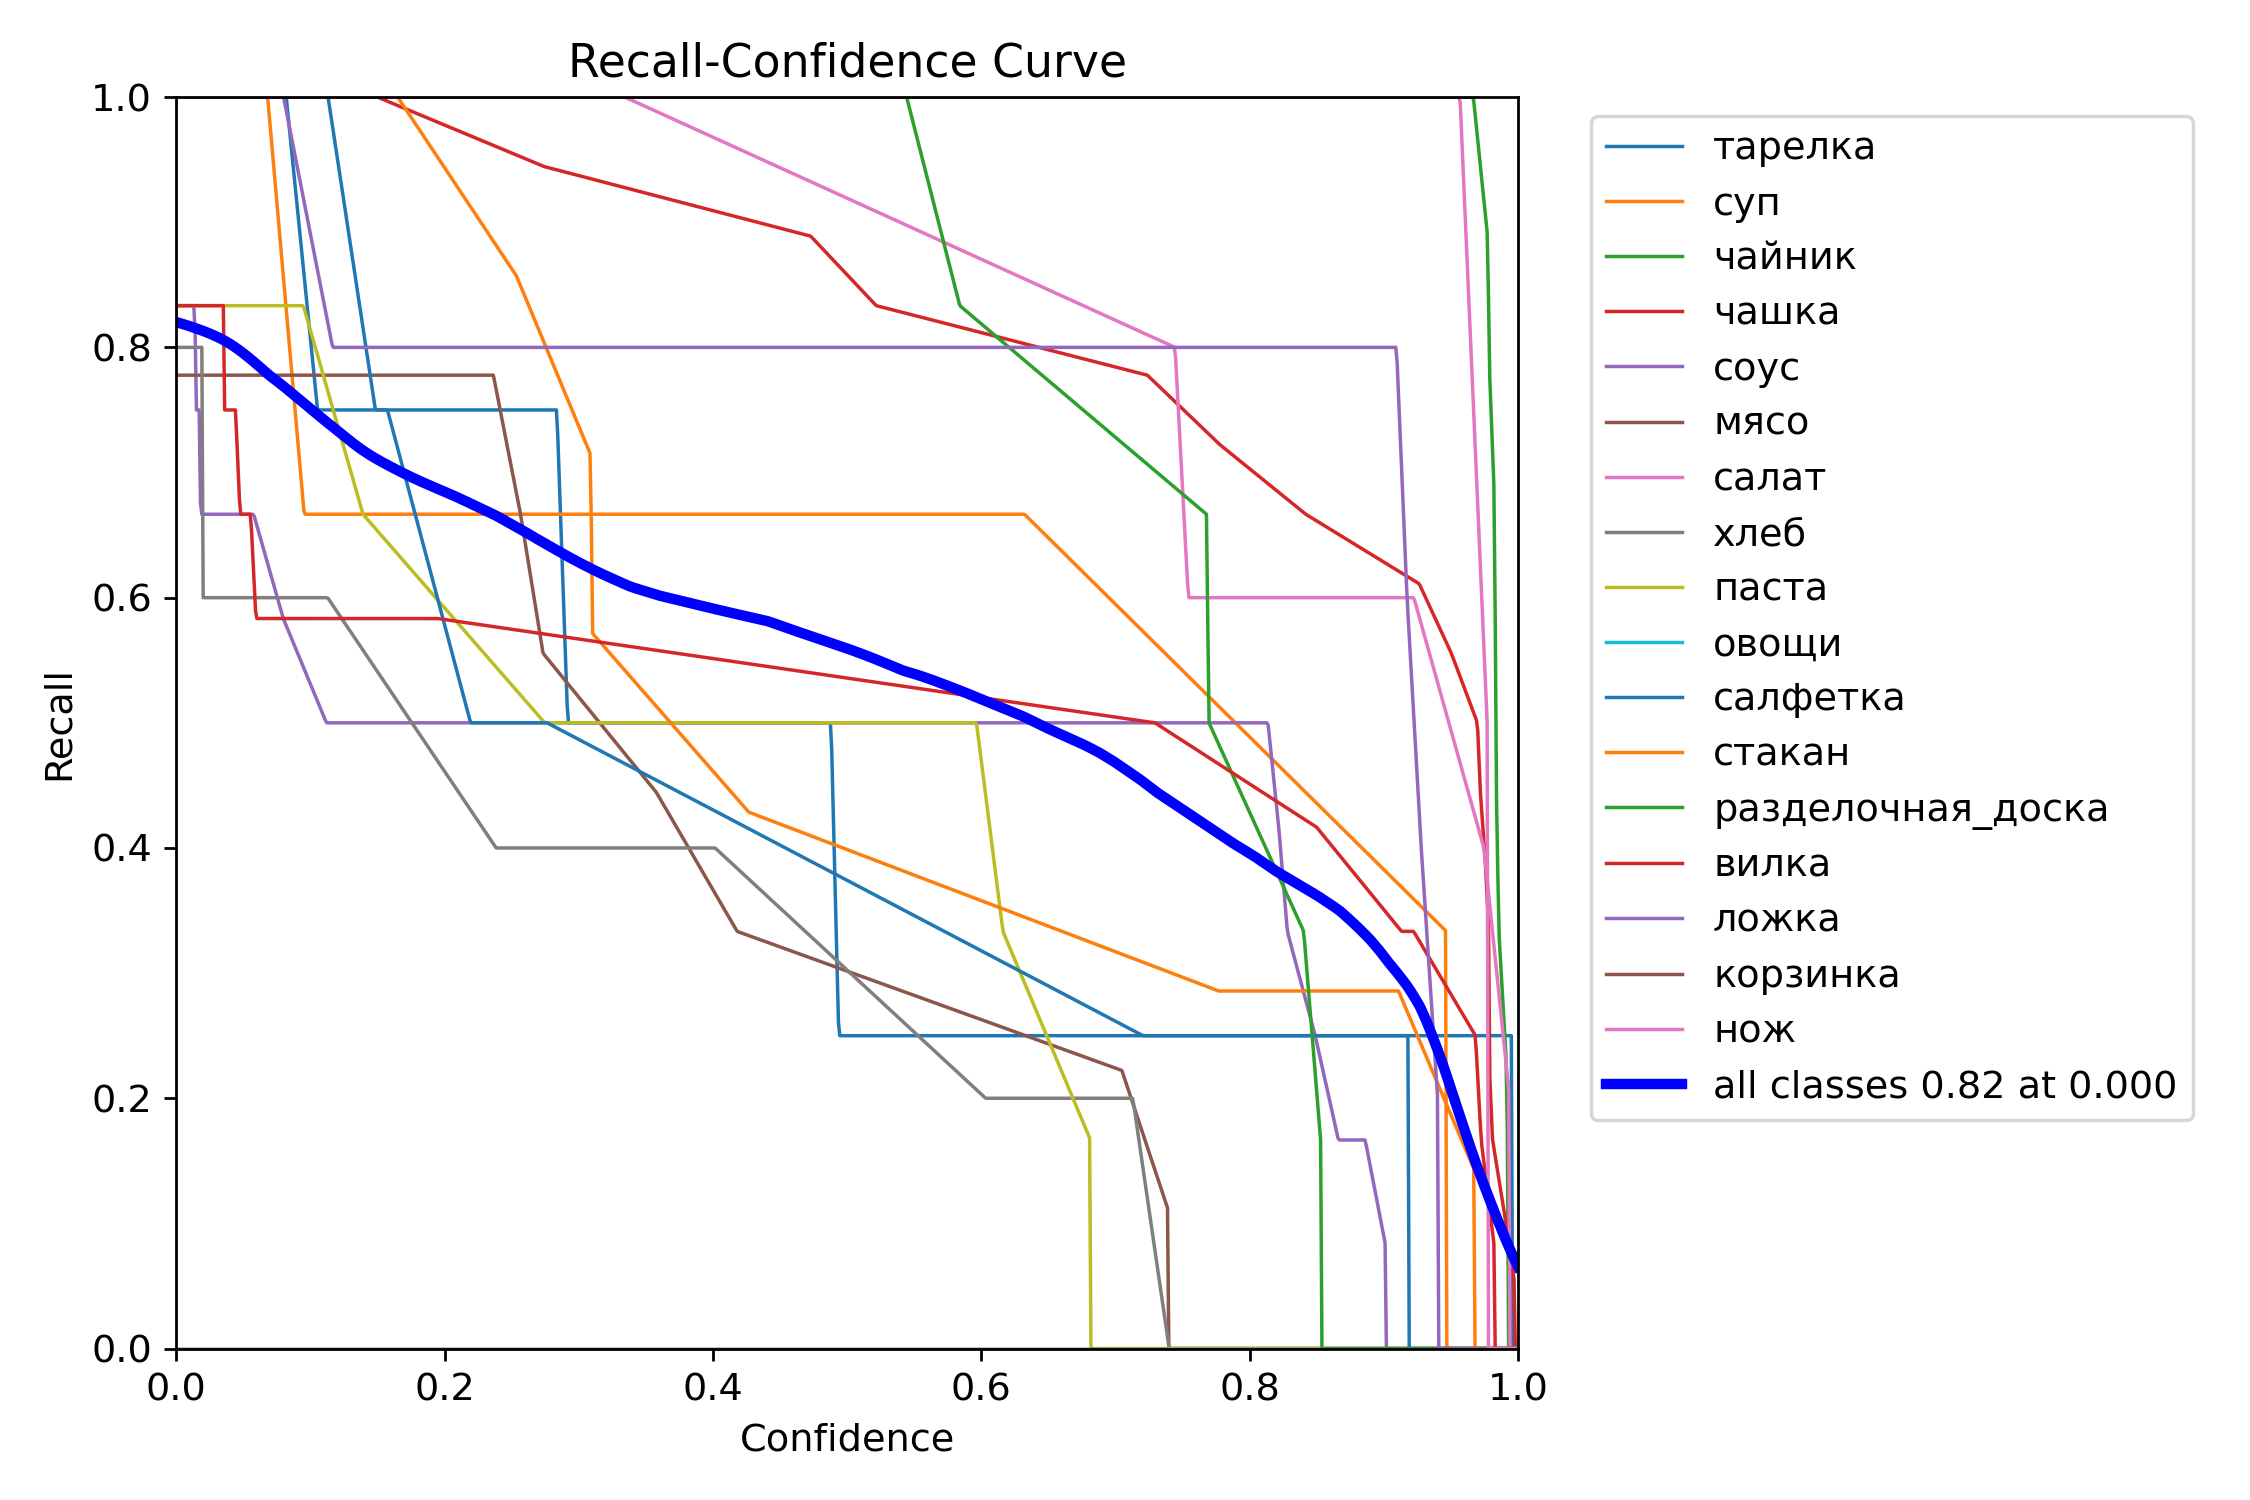 Recall-Confidence Curve
1.0
0.8
0.6
0.4
0.2
0.0
Recall
0.0 0.2 0.4 0.6 0.8 1.0
Confidence
тарелка
суп
чайник
чашка
соус
мясо
салат
хлеб
паста
овощи
салфетка
стакан
разделочная_доска
вилка
ложка
корзинка
нож
all classes 0.82 at 0.000